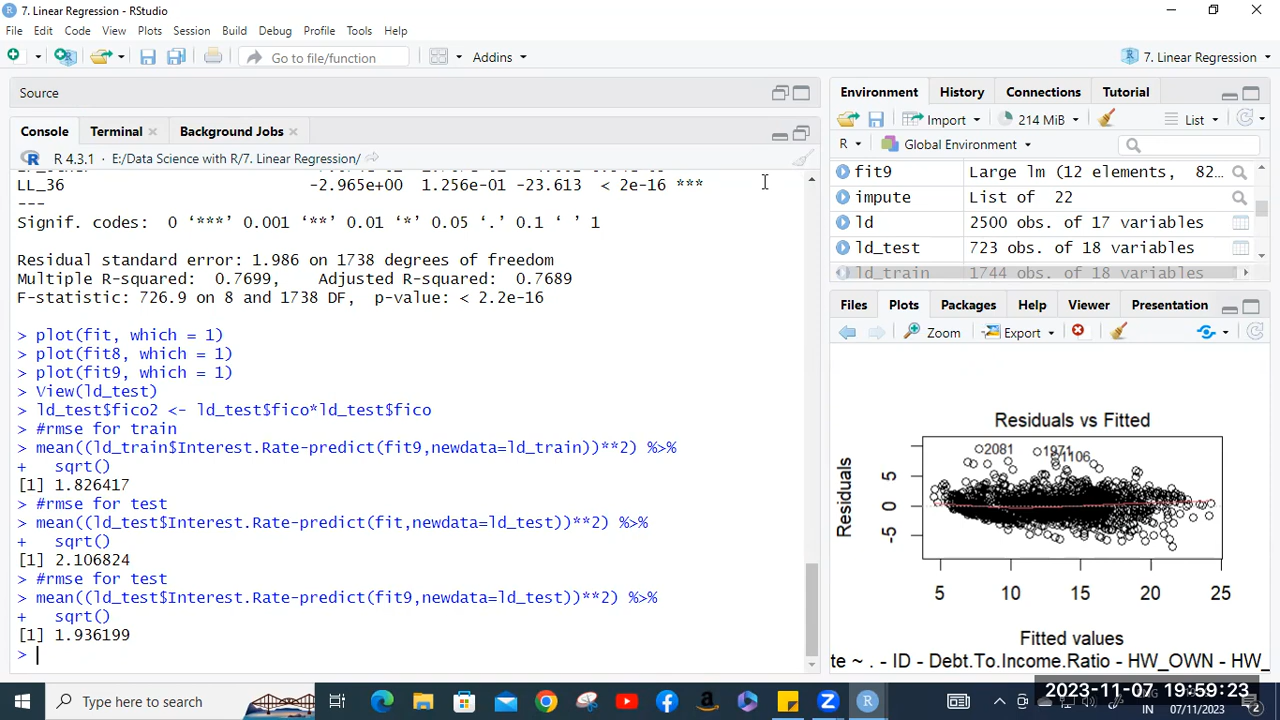 7. Linear Regression - RStudio
File Edit Code View Plots Session Build Debug Profile Tools Help
Go to file/function Addins 7. Linear Regression
Source
Console Terminal Background Jobs
R 4.3.1 · E:/Data Science with R/7. Linear Regression/
LL_36 -2.965e+00 1.256e-01 -23.613 < 2e-16 ***
---
Signif. codes: 0 ‘***’ 0.001 ‘**’ 0.01 ‘*’ 0.05 ‘.’ 0.1 ‘ ’ 1
Residual standard error: 1.986 on 1738 degrees of freedom
Multiple R-squared: 0.7699, Adjusted R-squared: 0.7689
F-statistic: 726.9 on 8 and 1738 DF, p-value: < 2.2e-16
> plot(fit, which = 1)
> plot(fit8, which = 1)
> plot(fit9, which = 1)
> View(ld_test)
> ld_test$fico2 <- ld_test$fico*ld_test$fico
> #rmse for train
> mean((ld_train$Interest.Rate-predict(fit9,newdata=ld_train))**2) %>%
+ sqrt()
[1] 1.826417
> #rmse for test
> mean((ld_test$Interest.Rate-predict(fit,newdata=ld_test))**2) %>%
+ sqrt()
[1] 2.106824
> #rmse for test
> mean((ld_test$Interest.Rate-predict(fit9,newdata=ld_test))**2) %>%
+ sqrt()
[1] 1.936199
>
Environment History Connections Tutorial
Import 214 MiB List
R Global Environment
fit9 Large lm (12 elements, 82…
impute List of 22
ld 2500 obs. of 17 variables
ld_test 723 obs. of 18 variables
ld_train 1744 obs. of 18 variables
Files Plots Packages Help Viewer Presentation
Zoom Export
Residuals vs Fitted
2081 1971 1106
Residuals
5
0
-5
5 10 15 20 25
Fitted values
te ~ . - ID - Debt.To.Income.Ratio - HW_OWN - HW_
Type here to search
2023-11-07 19:59:23
IN 07/11/2023 2